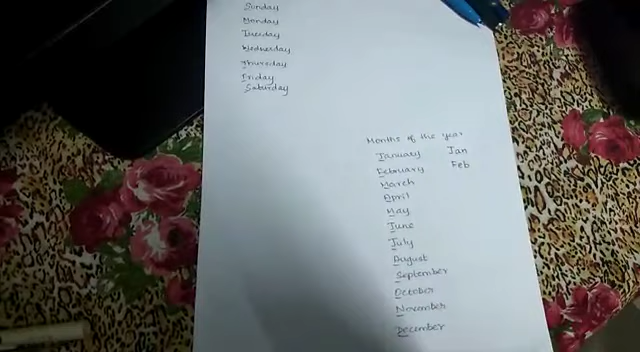 Sunday
Monday
Tuesday
Wednesday
Thursday
Friday
Saturday
Months of the year
January Jan
February Feb
March
April
May
June
July
August
September
October
November
December